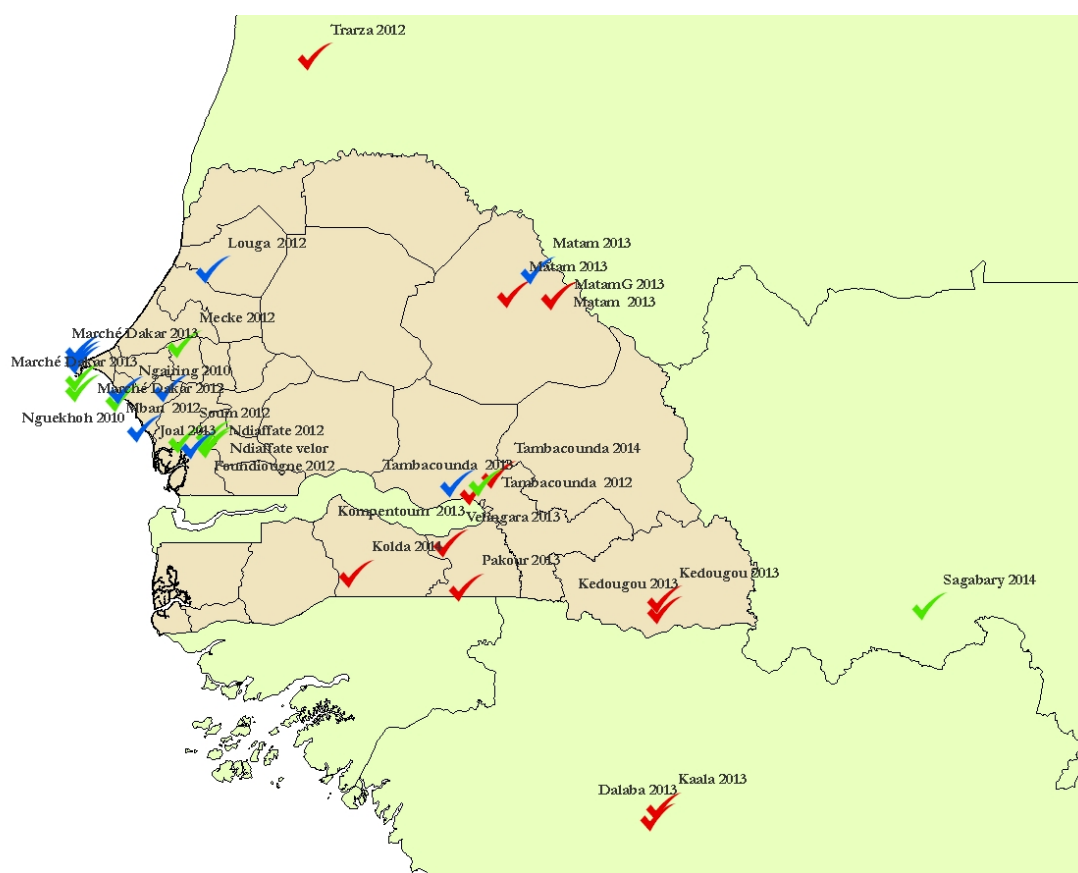 Trarza 2012
Louga 2012
Matam 2013
Matam 2013
MatamG 2013
Matam 2013
Mecke 2012
Marché Dakar 2013
Marché Dakar 2013
Ngairing 2010
Marché Dakar 2012
Mban 2012
Nguekhoh 2010
Soum 2012
Joal 2013
Ndiaffate 2012
Ndiaffate velor
Foundiougne 2012
Tambacounda 2014
Tambacounda 2013
Tambacounda 2012
Kompentoum 2013
Velingara 2013
Kolda 2011
Pakour 2013
Kedougou 2013
Kedougou 2013
Sagabary 2014
Kaala 2013
Dalaba 2013